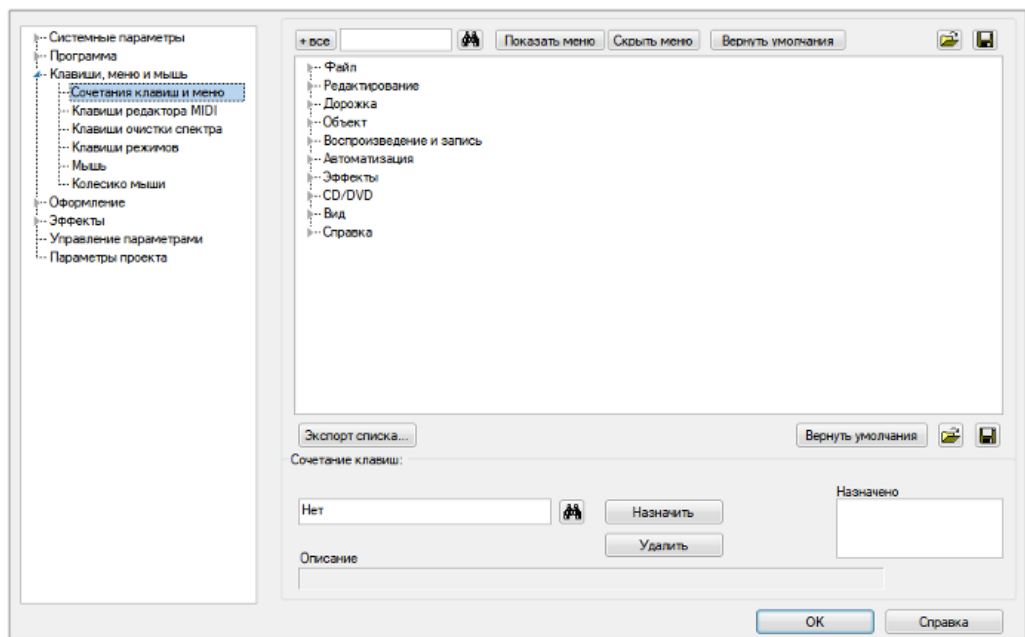 Системные параметры
Программа
Клавиши, меню и мышь
Сочетания клавиш и меню
Клавиши редактора MIDI
Клавиши очистки спектра
Клавиши режимов
Мышь
Колесико мыши
Оформление
Эффекты
Управление параметрами
Параметры проекта
+ все Показать меню Скрыть меню Вернуть умолчания
Файл
Редактирование
Дорожка
Объект
Воспроизведение и запись
Автоматизация
Эффекты
CD/DVD
Вид
Справка
Экспорт списка... Вернуть умолчания
Сочетание клавиш:
Назначено
Нет Назначить
Удалить
Описание
OK Справка